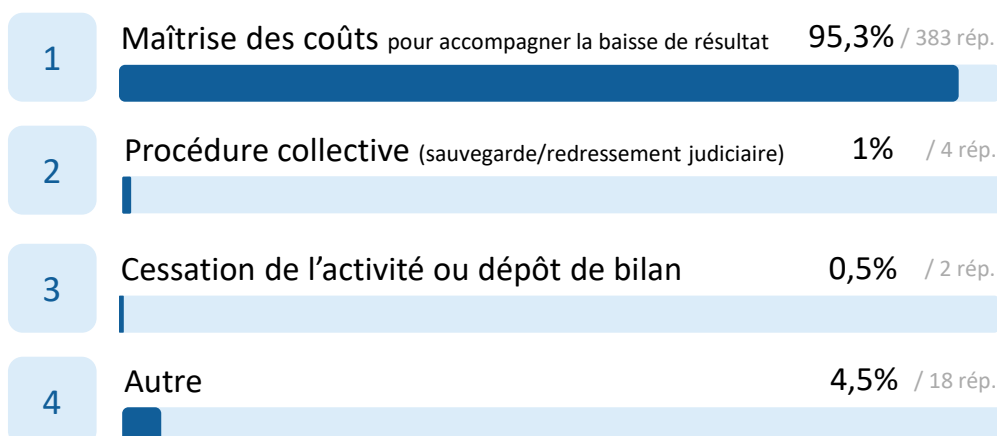 1 Maîtrise des coûts pour accompagner la baisse de résultat 95,3% / 383 rép.
2 Procédure collective (sauvegarde/redressement judiciaire) 1% / 4 rép.
3 Cessation de l’activité ou dépôt de bilan 0,5% / 2 rép.
4 Autre 4,5% / 18 rép.